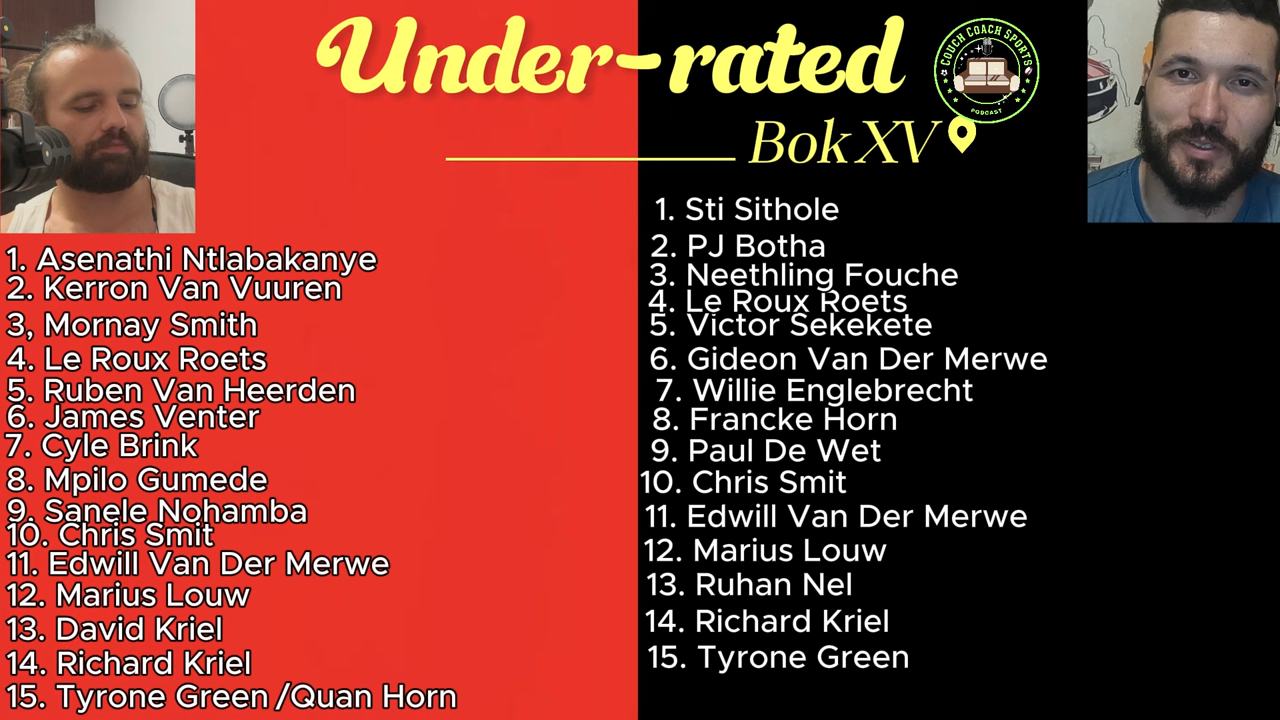 Under-rated
COUCH COACH SPORTS
PODCAST
Bok XV
1. Asenathi Ntlabakanye
2. Kerron Van Vuuren
3, Mornay Smith
4. Le Roux Roets
5. Ruben Van Heerden
6. James Venter
7. Cyle Brink
8. Mpilo Gumede
9. Sanele Nohamba
10. Chris Smit
11. Edwill Van Der Merwe
12. Marius Louw
13. David Kriel
14. Richard Kriel
15. Tyrone Green /Quan Horn
1. Sti Sithole
2. PJ Botha
3. Neethling Fouche
4. Le Roux Roets
5. Victor Sekekete
6. Gideon Van Der Merwe
7. Willie Englebrecht
8. Francke Horn
9. Paul De Wet
10. Chris Smit
11. Edwill Van Der Merwe
12. Marius Louw
13. Ruhan Nel
14. Richard Kriel
15. Tyrone Green